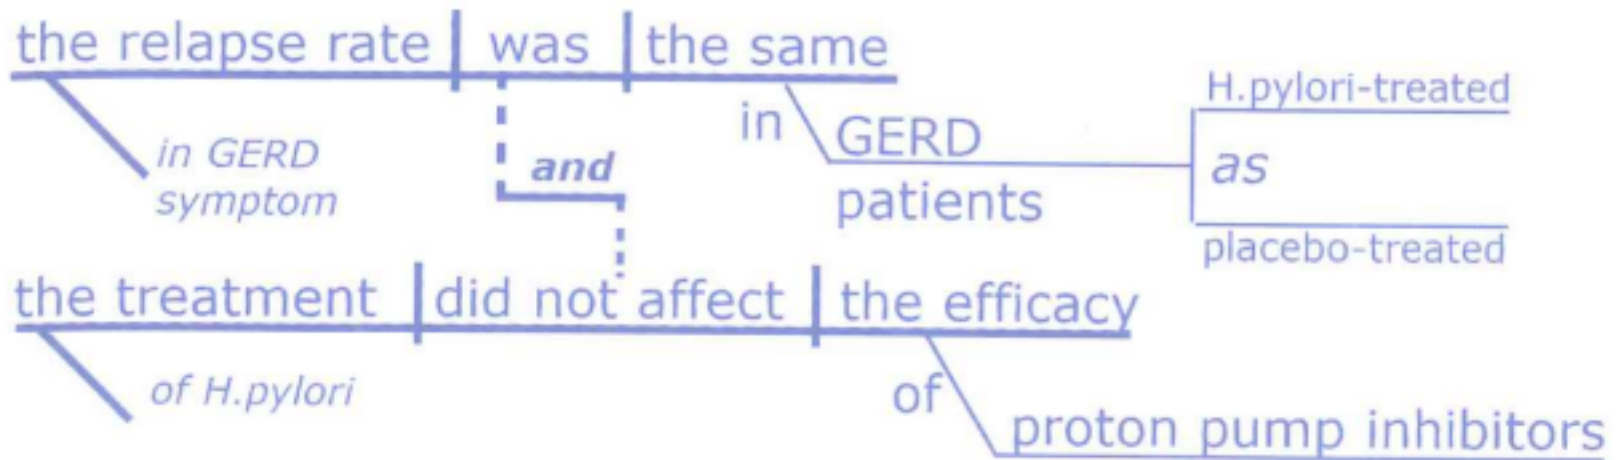 the relapse rate was the same
in GERD
symptom
and
in GERD
patients
H.pylori-treated
as
placebo-treated
the treatment did not affect the efficacy
of H.pylori
of proton pump inhibitors